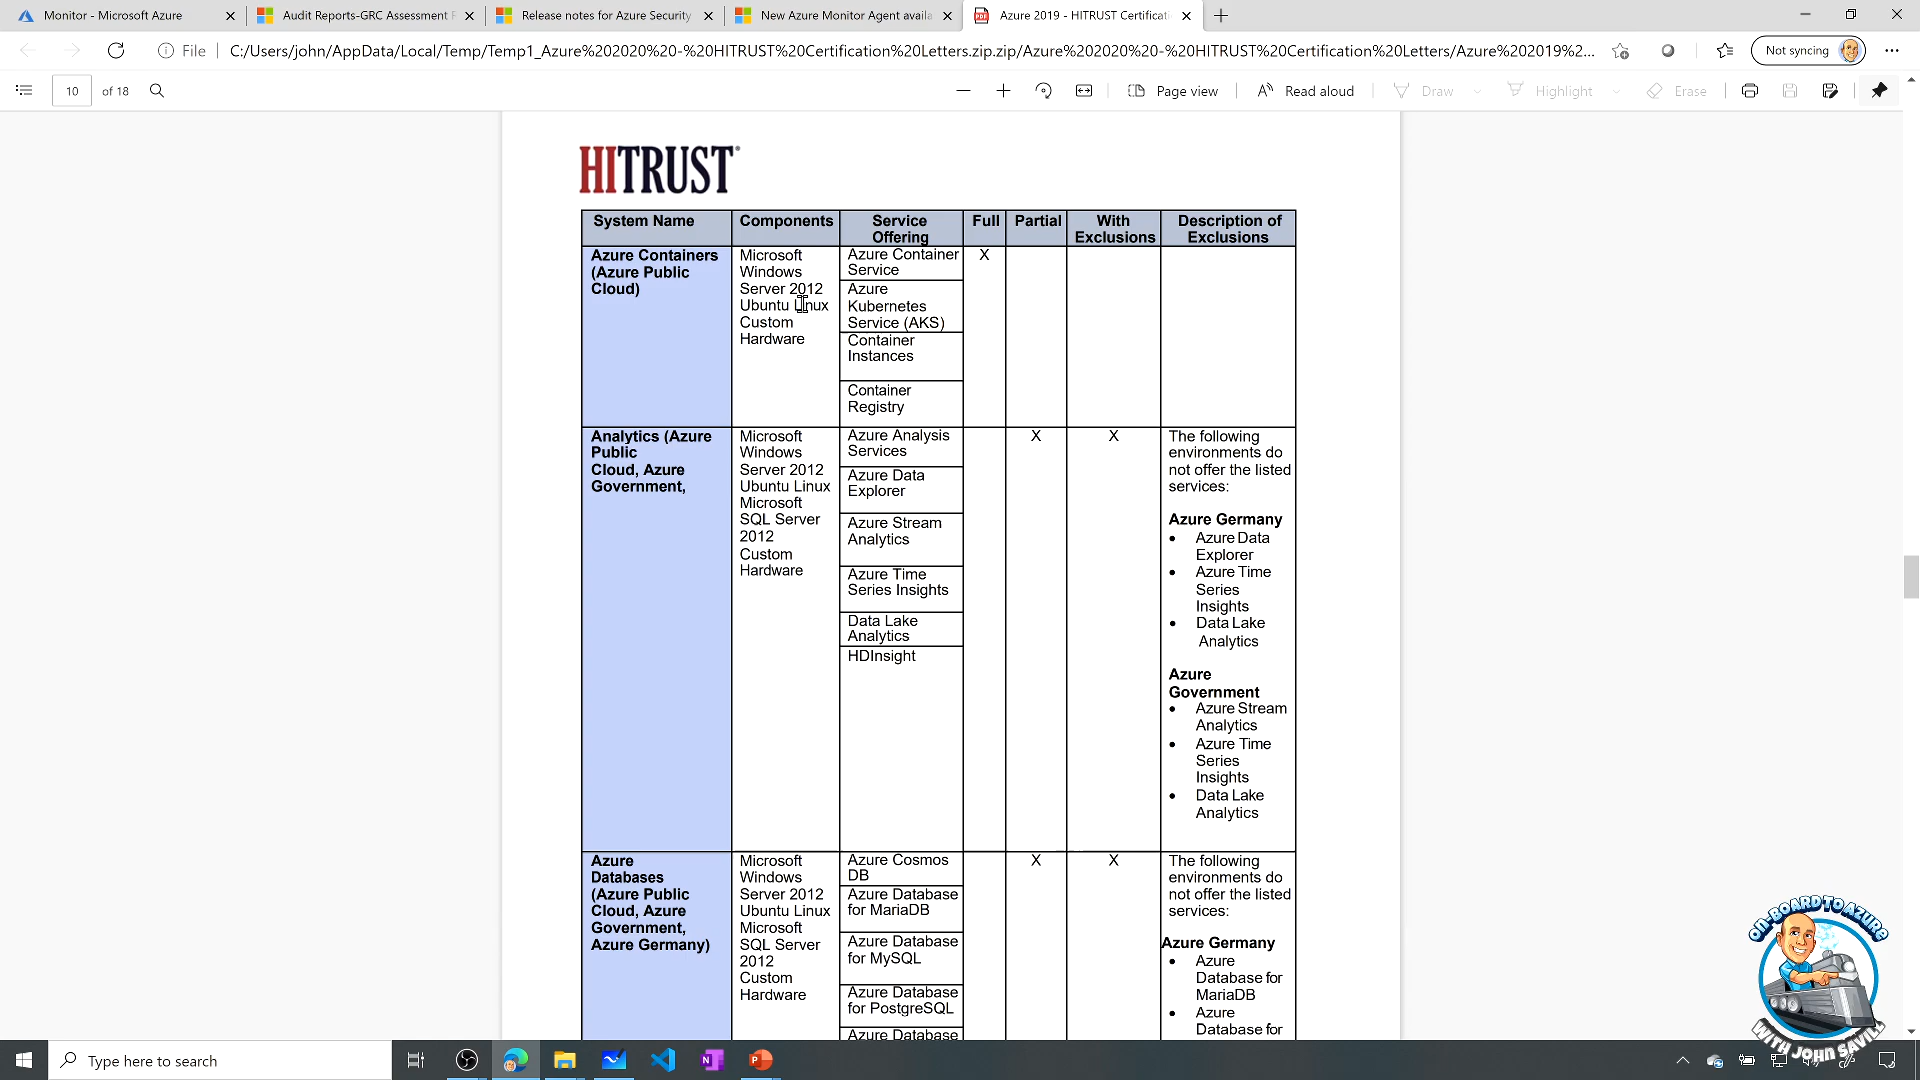 Monitor - Microsoft Azure
Audit Reports-GRC Assessment
Release notes for Azure Security
New Azure Monitor Agent availa
Azure 2019 - HITRUST Certificati
File
C:/Users/john/AppData/Local/Temp/Temp1_Azure%202020%20-%20HITRUST%20Certification%20Letters.zip.zip/Azure%202020%20-%20HITRUST%20Certification%20Letters/Azure%202019%2...
Not syncing
10 of 18
Page view
Read aloud
Draw
Highlight
Erase
HITRUST
System Name
Components
Service
Offering
Full
Partial
With
Exclusions
Description of
Exclusions
Azure Containers
(Azure Public
Cloud)
Microsoft
Windows
Server 2012
Ubuntu Linux
Custom
Hardware
Azure Container
Service
Azure
Kubernetes
Service (AKS)
Container
Instances
Container
Registry
X
Analytics (Azure
Public
Cloud, Azure
Government,
Microsoft
Windows
Server 2012
Ubuntu Linux
Microsoft
SQL Server
2012
Custom
Hardware
Azure Analysis
Services
Azure Data
Explorer
Azure Stream
Analytics
Azure Time
Series Insights
Data Lake
Analytics
HDInsight
X
X
The following
environments do
not offer the listed
services:
Azure Germany
• Azure Data
Explorer
• Azure Time
Series
Insights
• Data Lake
Analytics
Azure
Government
• Azure Stream
Analytics
• Azure Time
Series
Insights
• Data Lake
Analytics
Azure
Databases
(Azure Public
Cloud, Azure
Government,
Azure Germany)
Microsoft
Windows
Server 2012
Ubuntu Linux
Microsoft
SQL Server
2012
Custom
Hardware
Azure Cosmos
DB
Azure Database
for MariaDB
Azure Database
for MySQL
Azure Database
for PostgreSQL
Azure Database
X
X
The following
environments do
not offer the listed
services:
Azure Germany
• Azure
Database for
MariaDB
• Azure
Database for
ON-BOARD TO AZURE
WITH JOHN SAVILL
Type here to search